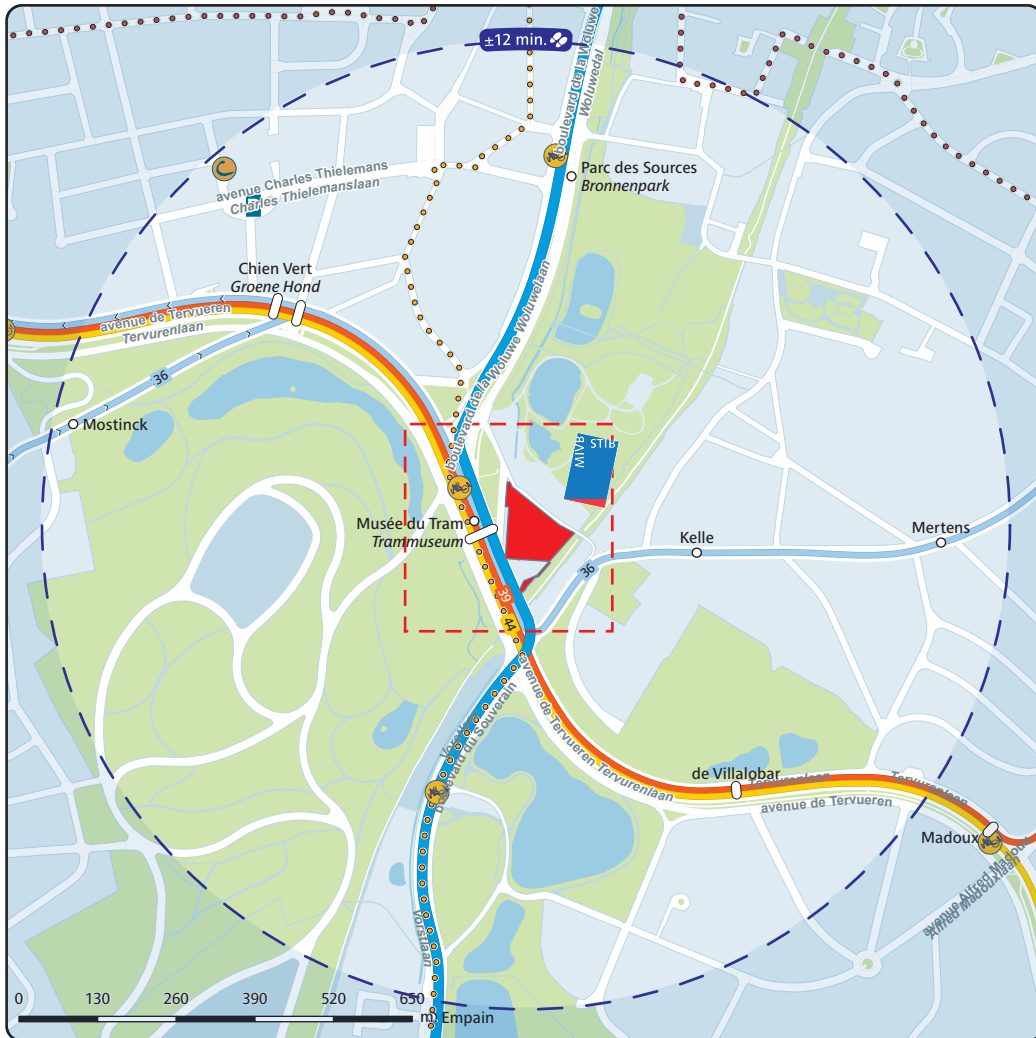 ±12 min.
boulevard de la Woluwe
Woluwedal
Parc des Sources
Bronnenpark
avenue Charles Thielemans
Charles Thielemanslaan
Chien Vert
Groene Hond
avenue de Tervueren
Tervurenlaan
36
Mostinck
boulevard de la Woluwe Woluwelaan
MIVB
STIB
Musée du Tram
Trammuseum
Kelle
Mertens
36
39
44
avenue de Tervueren Tervurenlaan
Vorstlaan
boulevard du Souverain
de Villalobar
Tervurenlaan
Tervurenlaan
avenue de Tervueren
Madoux
avenue Alfred Madoux
Alfred Madouxlaan
Vorstlaan
0 130 260 390 520 650 m.
Empain